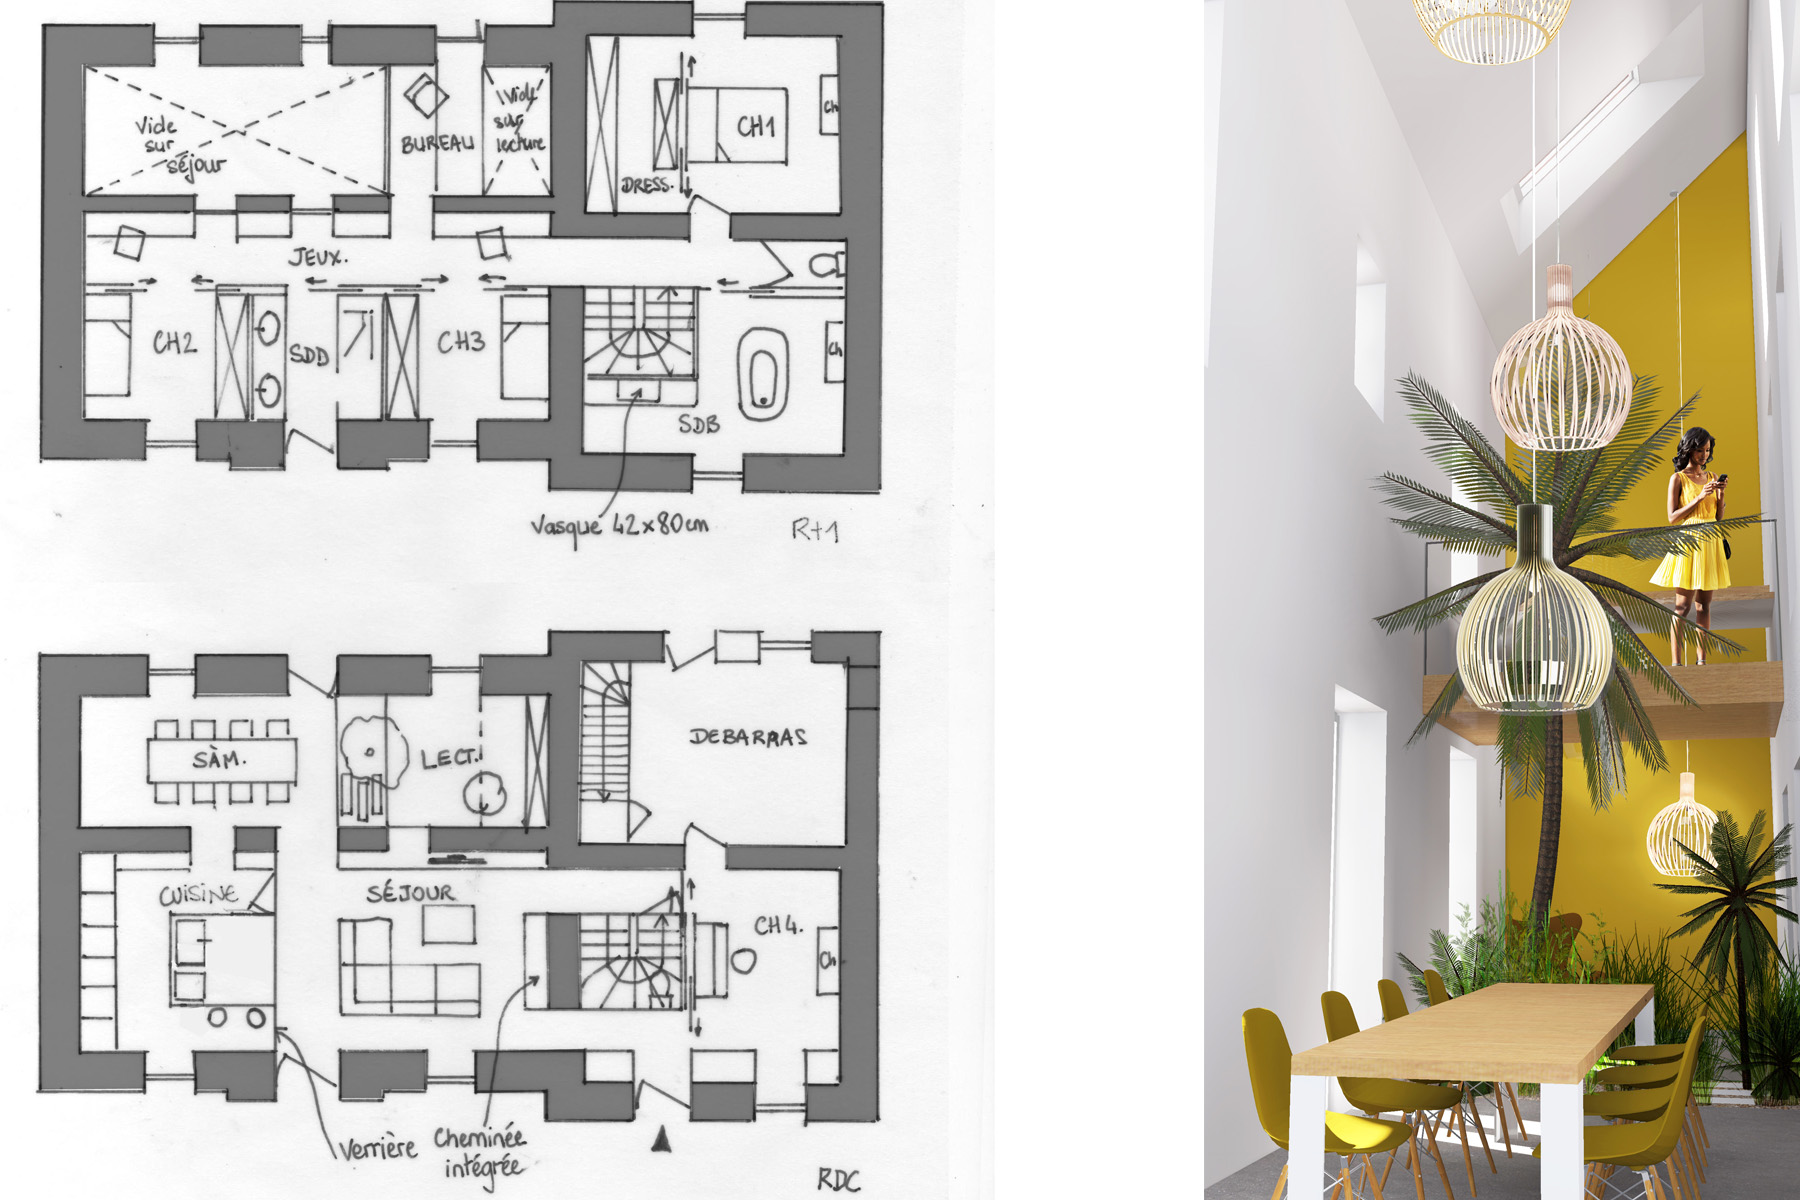 Vide
sur
séjour
BUREAU
Vide
sur
lecture
CH1
Ch
DRESS.
JEUX.
CH2
SDD
CH3
Ch
SDB
Vasque 42x80cm
R+1
SÀM.
LECT.
DEBARRAS
CUISINE
SÉJOUR
CH4.
Ch
Verrière
Cheminée
intégrée
RDC